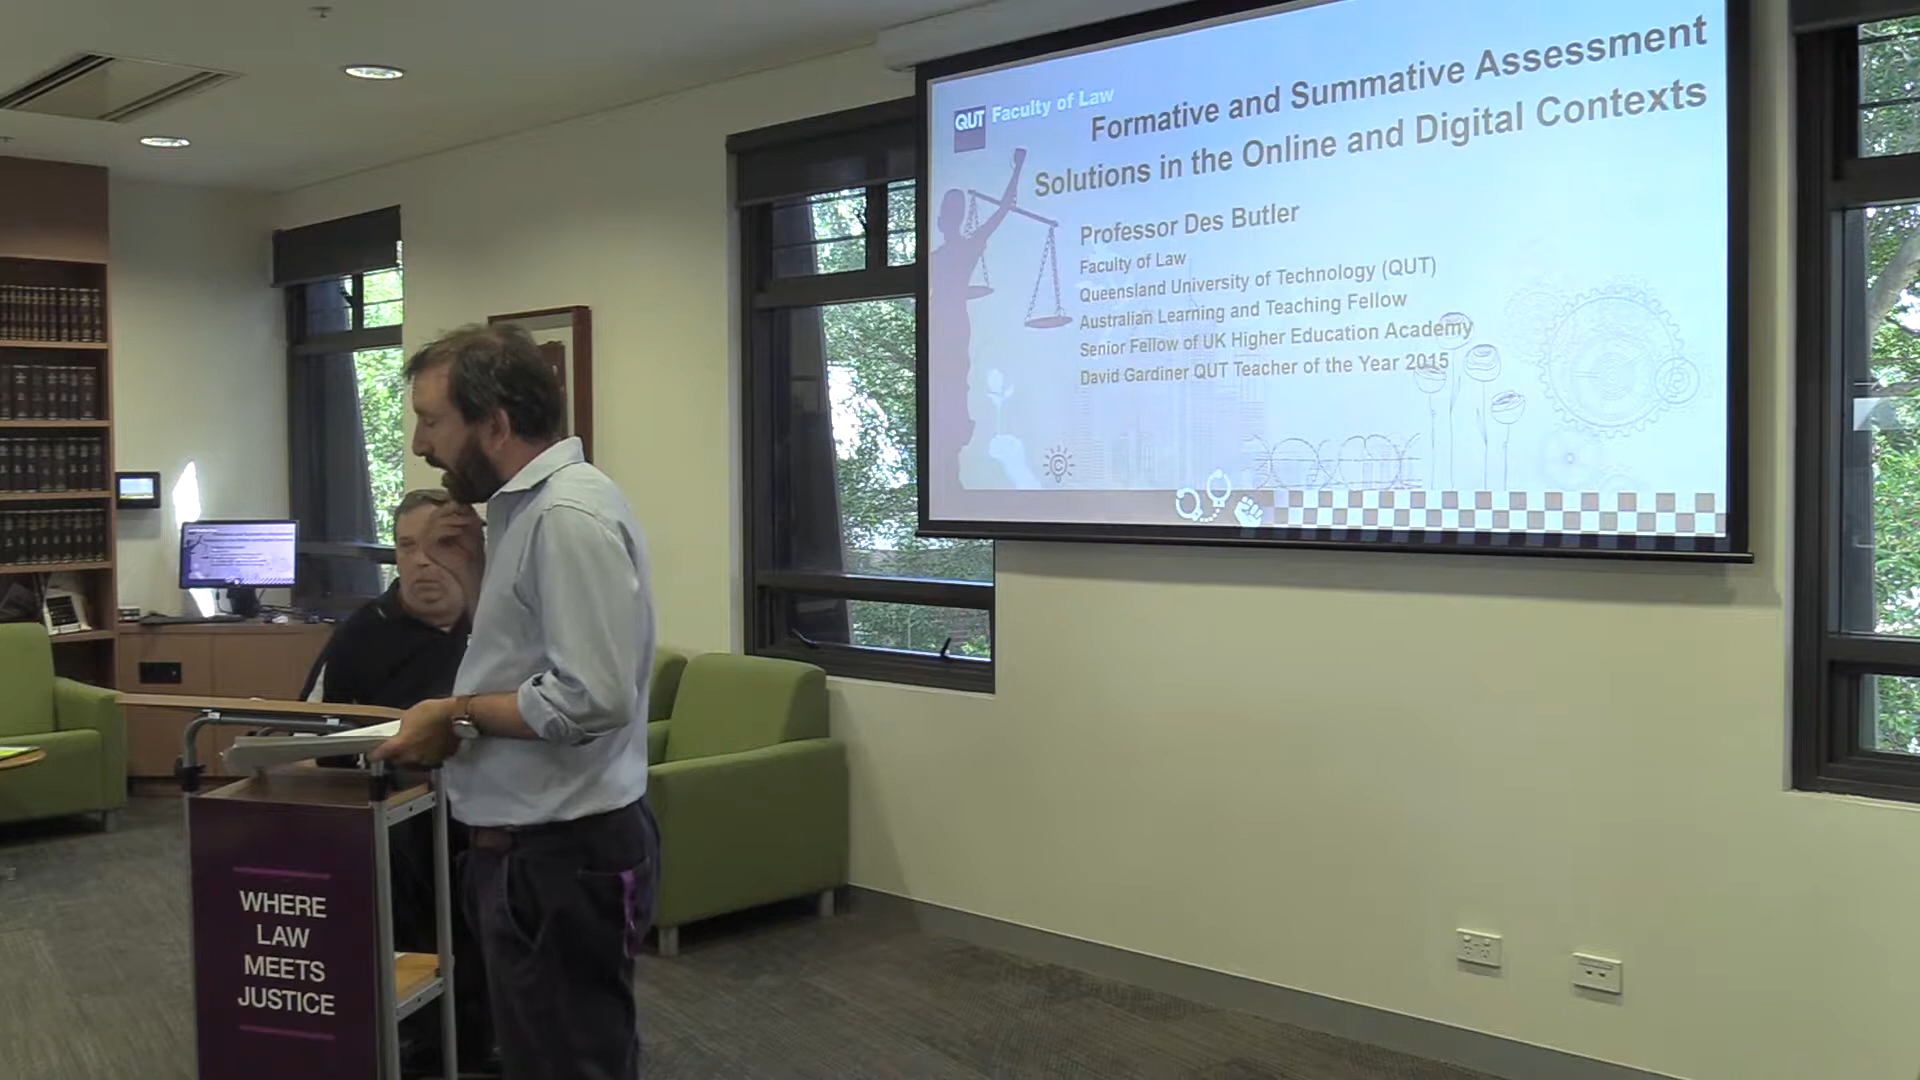 QUT Faculty of Law
Formative and Summative Assessment
Solutions in the Online and Digital Contexts
Professor Des Butler
Faculty of Law
Queensland University of Technology (QUT)
Australian Learning and Teaching Fellow
Senior Fellow of UK Higher Education Academy
David Gardiner QUT Teacher of the Year 2015
©
WHERE
LAW
MEETS
JUSTICE